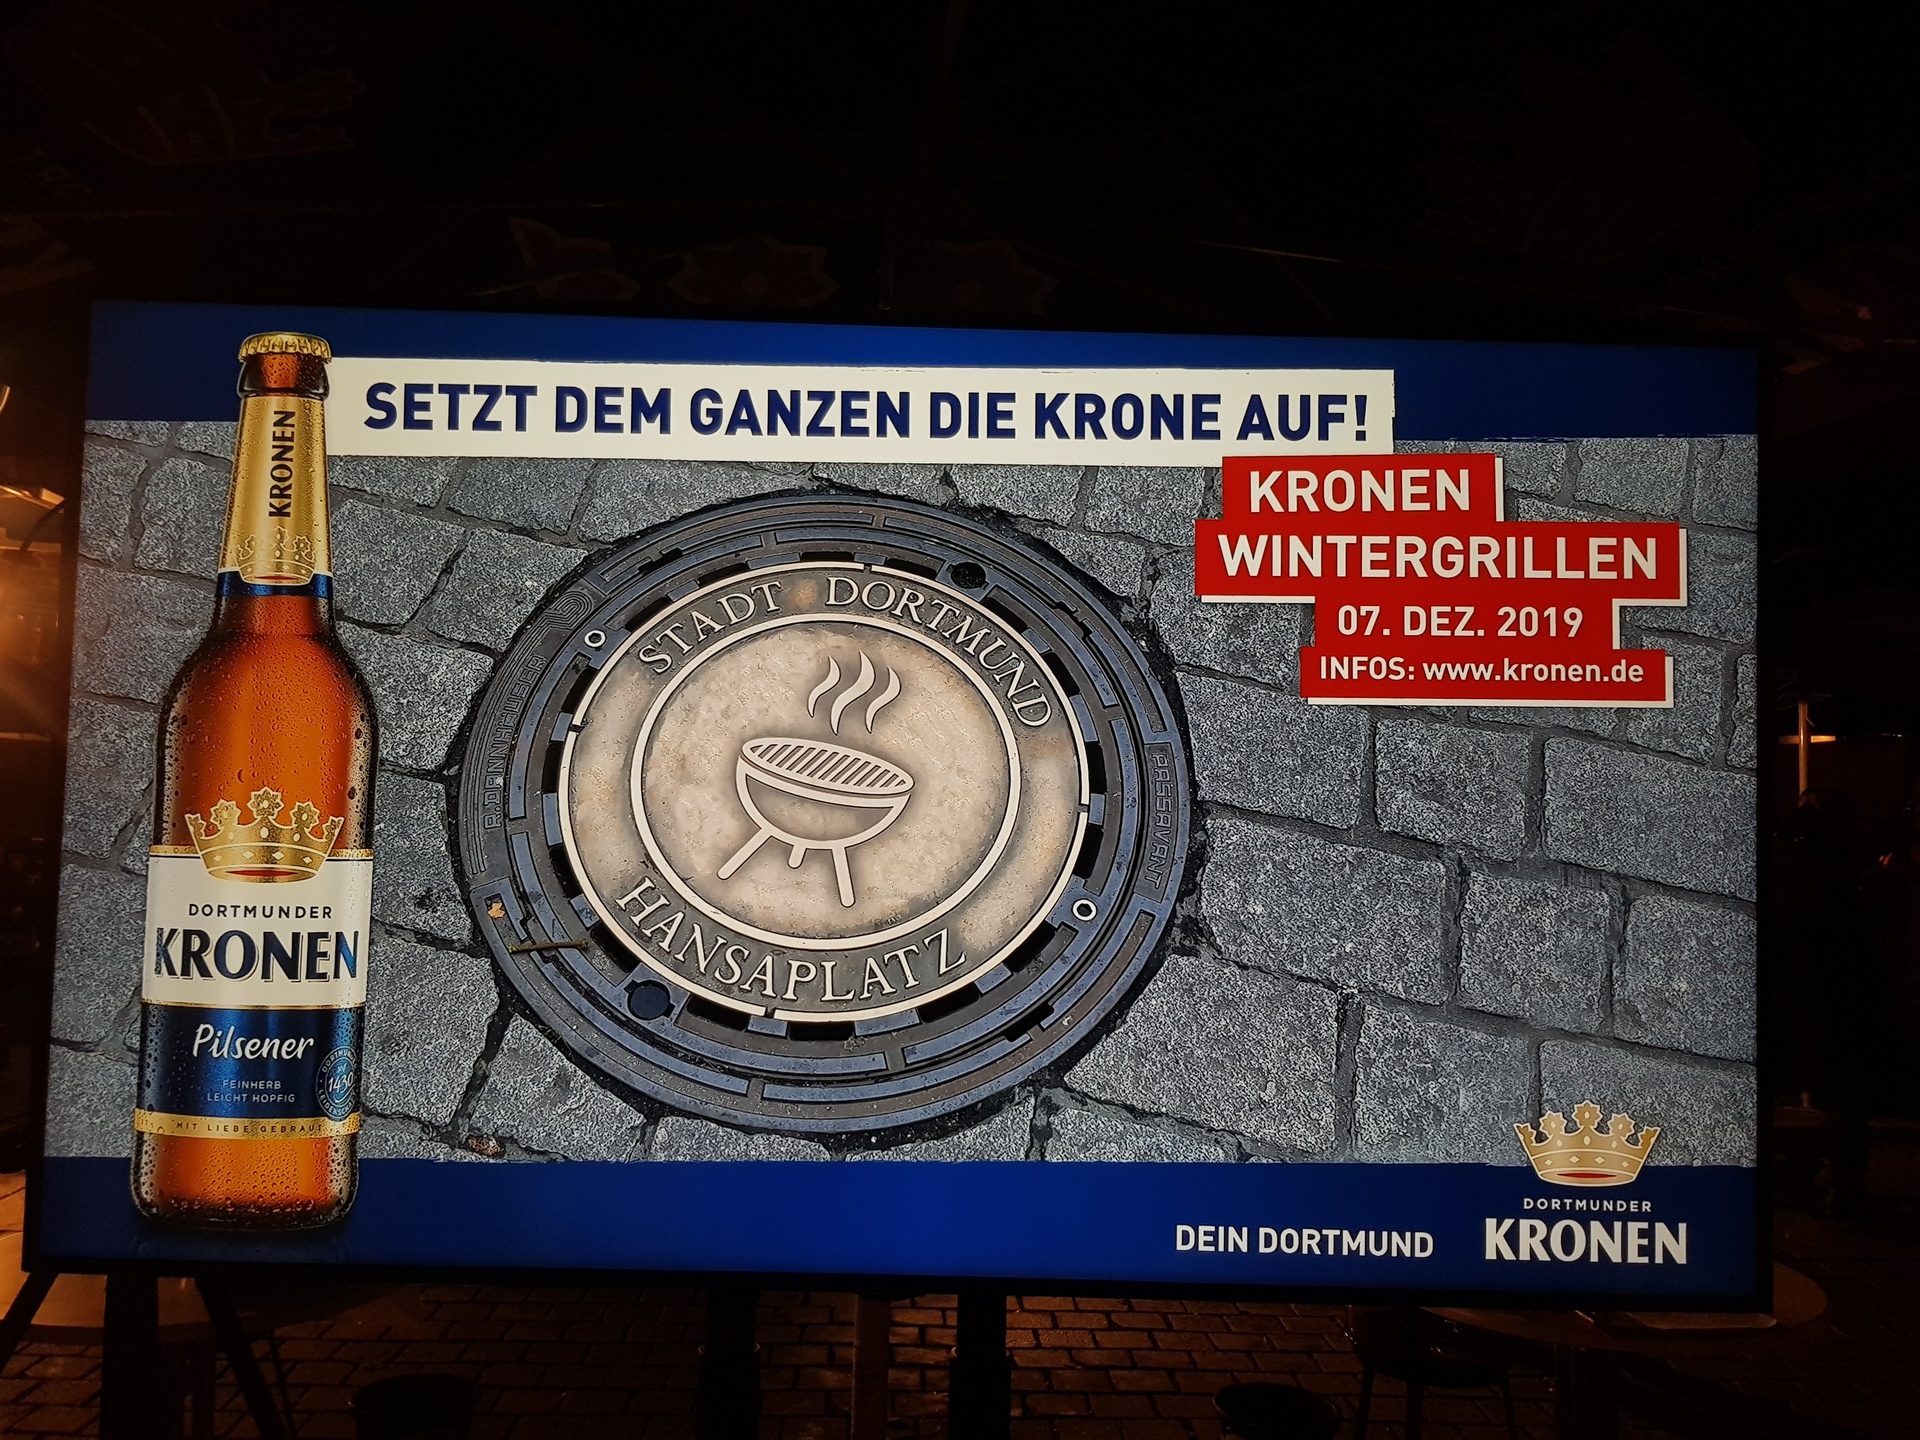 SETZT DEM GANZEN DIE KRONE AUF!
KRONEN
WINTERGRILLEN
07. DEZ. 2019
INFOS: www.kronen.de
KRONEN
STADT DORTMUND
HANSAPLATZ
PASSAVANT
DORTMUNDER
KRONEN
Pilsener
FEINHERB
LEICHT HOPFIG
1430
MIT LIEBE GEBRAUT
DEIN DORTMUND
DORTMUNDER
KRONEN